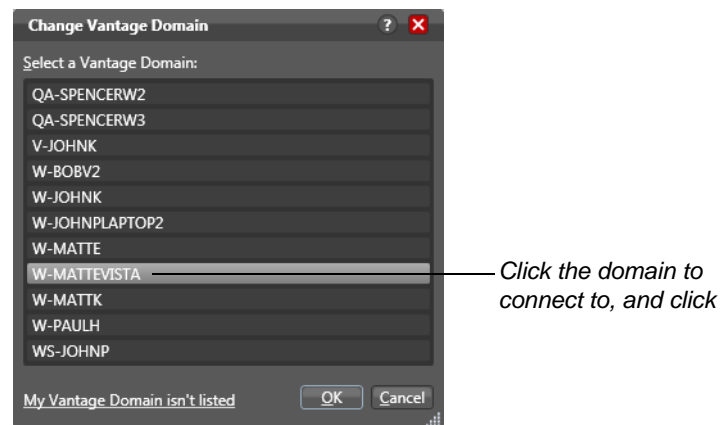 Change Vantage Domain
?
Select a Vantage Domain:
QA-SPENCERW2
QA-SPENCERW3
V-JOHNK
W-BOBV2
W-JOHNK
W-JOHNPLAPTOP2
W-MATTE
W-MATTEVISTA
W-MATTK
W-PAULH
WS-JOHNP
Click the domain to
connect to, and click
My Vantage Domain isn't listed
OK Cancel